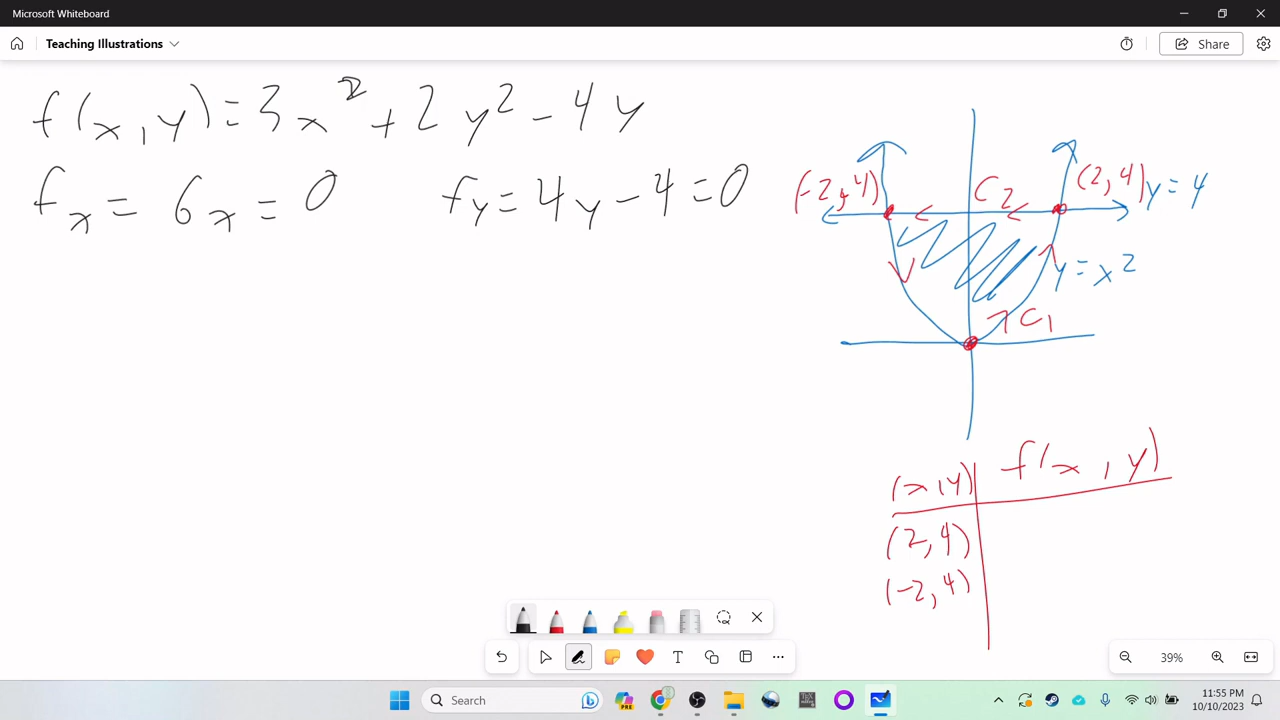 Microsoft Whiteboard
Teaching Illustrations
Share
f(x,y)=3x²+2y²-4y
fx=6x=0 fy=4y-4=0
(-2,4) C2 (2,4) y=4
y=x²
C1
(x,y) f(x,y)
(2,4)
(-2,4)
39%
Search
PRE
11:55 PM
10/10/2023